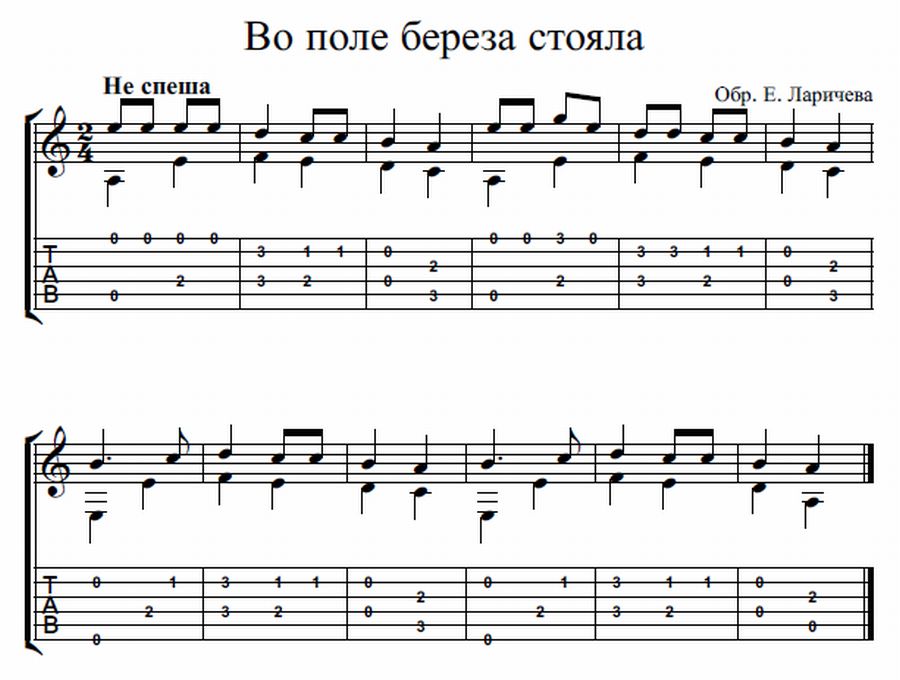 Во поле береза стояла
Не спеша
Обр. Е. Ларичева
2
4
0 0 0 0 3 1 1 0 0 0 3 0 3 3 1 1 0
2 2
2 3 2 0 2 3 2 0
0 3 0 3
T
A
B
0 1 3 1 1 0 0 1 3 1 1 0
2 2
2 3 2 0 2 3 2 0
3 0
0 0
T
A
B